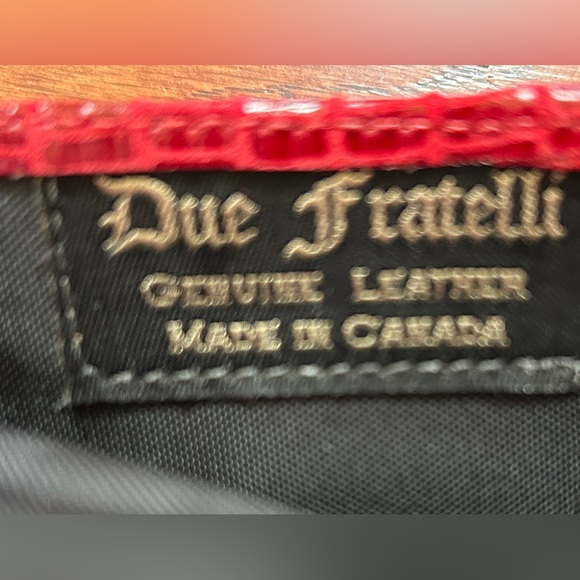 Due Fratelli
GENUINE LEATHER
MADE IN CANADA